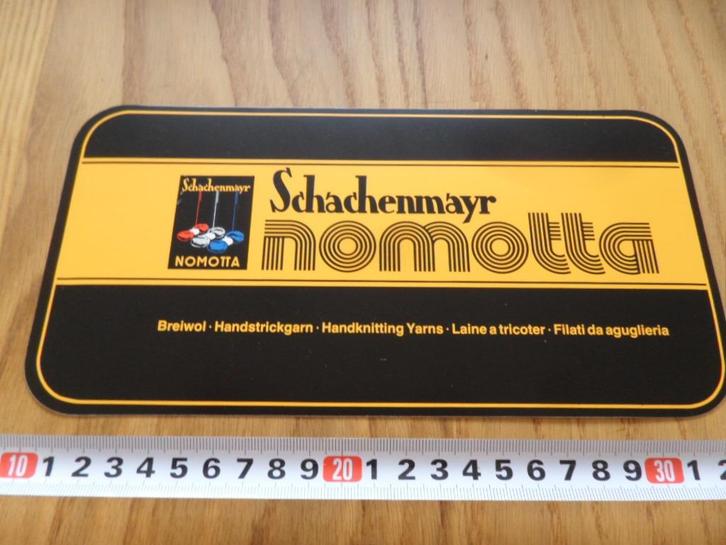 Schachenmayr
NOMOTTA
Schachenmayr
nomotta
Breiwol · Handstrickgarn · Handknitting Yarns · Laine a tricoter · Filati da aguglieria
10 1 2 3 4 5 6 7 8 9 20 1 2 3 4 5 6 7 8 9 30 1 2